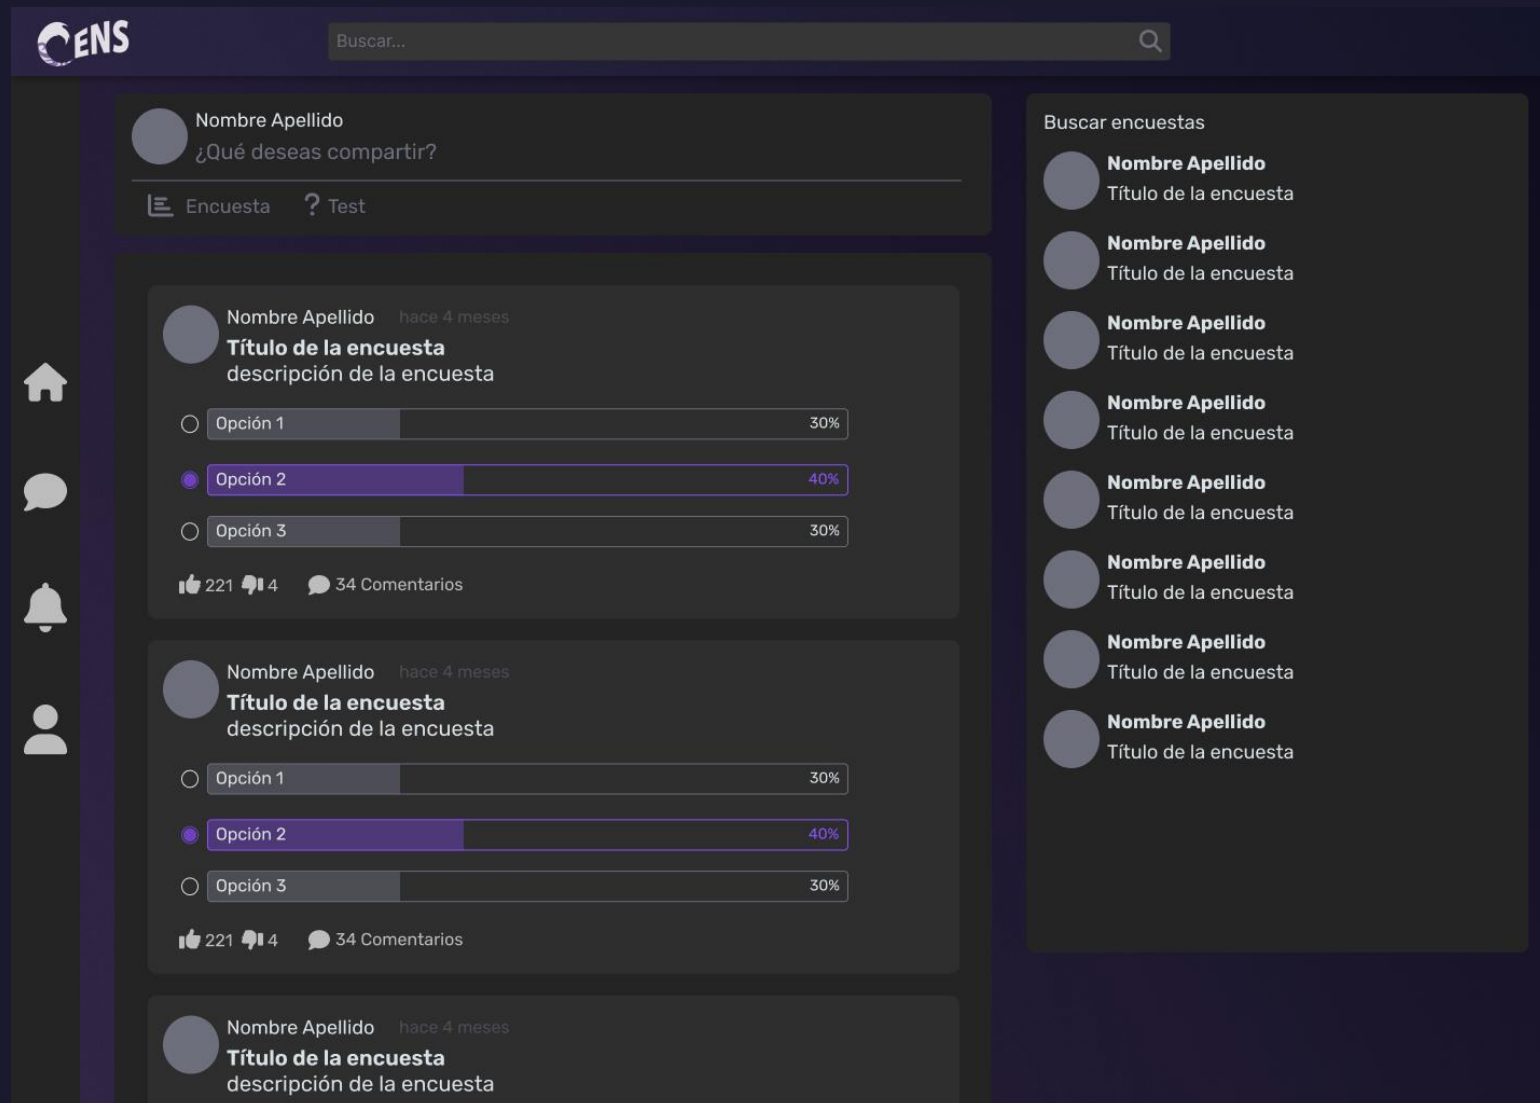 CENS
Buscar...
Nombre Apellido
¿Qué deseas compartir?
Encuesta ? Test
Nombre Apellido hace 4 meses
Título de la encuesta
descripción de la encuesta
Opción 1 30%
Opción 2 40%
Opción 3 30%
221 4 34 Comentarios
Nombre Apellido hace 4 meses
Título de la encuesta
descripción de la encuesta
Opción 1 30%
Opción 2 40%
Opción 3 30%
221 4 34 Comentarios
Nombre Apellido hace 4 meses
Título de la encuesta
descripción de la encuesta
Buscar encuestas
Nombre Apellido
Título de la encuesta
Nombre Apellido
Título de la encuesta
Nombre Apellido
Título de la encuesta
Nombre Apellido
Título de la encuesta
Nombre Apellido
Título de la encuesta
Nombre Apellido
Título de la encuesta
Nombre Apellido
Título de la encuesta
Nombre Apellido
Título de la encuesta